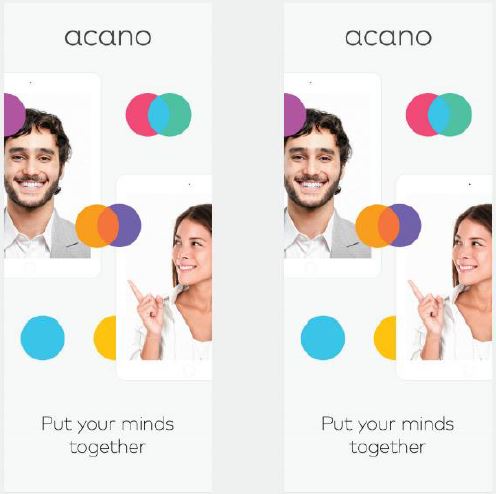 acano
Put your minds
together
acano
Put your minds
together